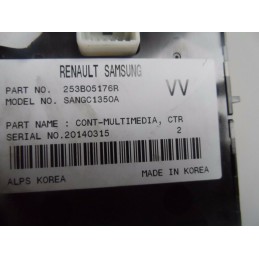 RENAULT SAMSUNG
PART NO. 253B05176R
VV
MODEL NO. SANGC1350A
PART NAME : CONT-MULTIMEDIA, CTR
SERIAL NO.20140315 2
ALPS KOREA MADE IN KOREA